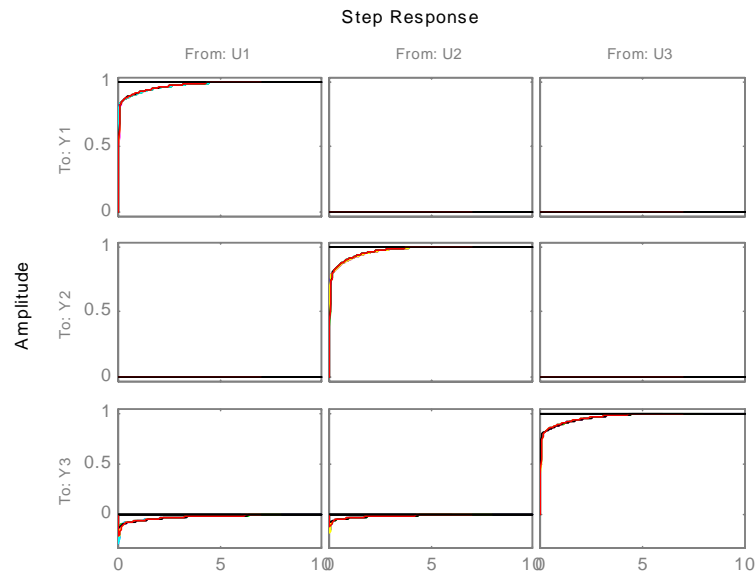 Step Response
From: U1 From: U2 From: U3
Amplitude
To: Y1
1
0.5
0
To: Y2
1
0.5
0
To: Y3
1
0.5
0
0 5 10 0 5 10 0 5 10